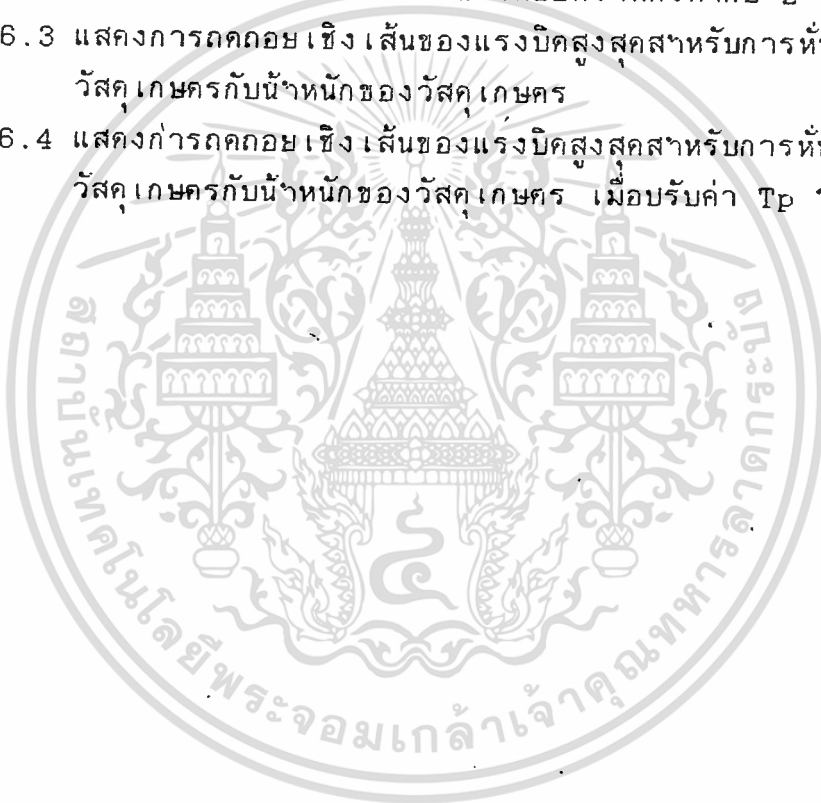 6.3 แสดงการถดถอยเชิงเส้นของแรงบิดสูงสุดสำหรับการหั่น
วัสดุเกษตรกับน้ำหนักของวัสดุเกษตร
6.4 แสดงการถดถอยเชิงเส้นของแรงบิดสูงสุดสำหรับการหั่น
วัสดุเกษตรกับน้ำหนักของวัสดุเกษตร เมื่อปรับค่า Tp
สถาบันเทคโนโลยีพระจอมเกล้าเจ้าคุณทหารลาดกระบัง